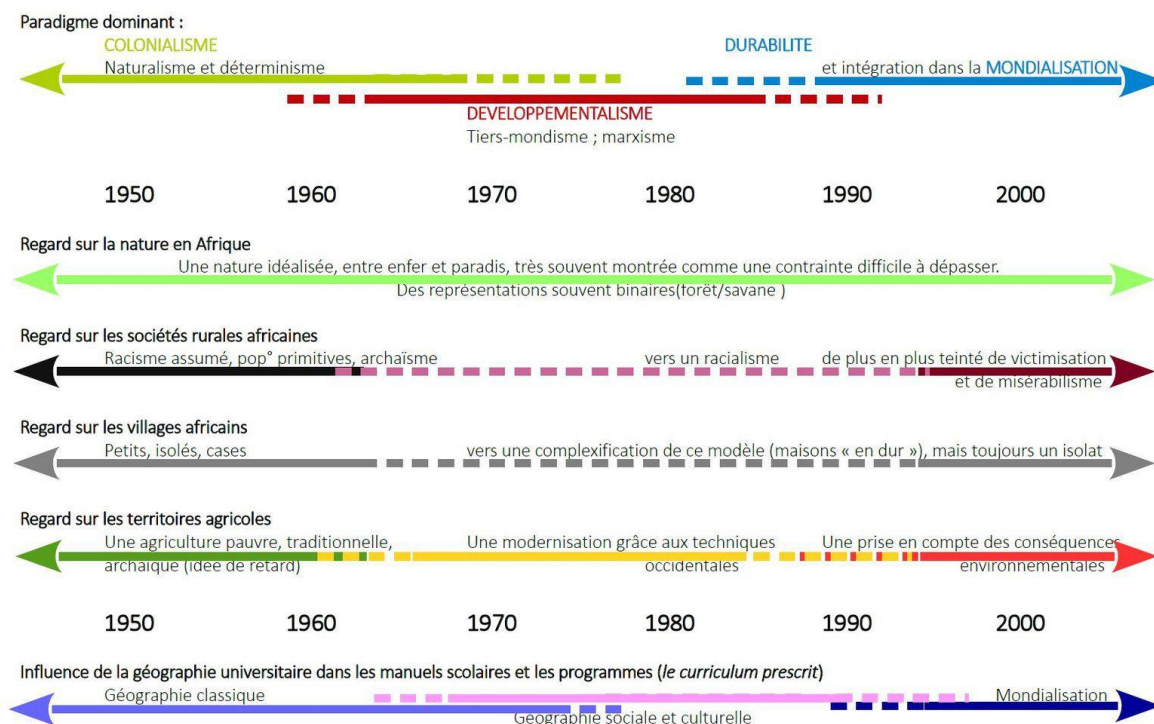 Paradigme dominant :
COLONIALISME
DURABILITE
Naturalisme et déterminisme
et intégration dans la MONDIALISATION
DEVELOPPEMENTALISME
Tiers-mondisme ; marxisme
1950 1960 1970 1980 1990 2000
Regard sur la nature en Afrique
Une nature idéalisée, entre enfer et paradis, très souvent montrée comme une contrainte difficile à dépasser.
Des représentations souvent binaires(forêt/savane )
Regard sur les sociétés rurales africaines
Racisme assumé, pop° primitives, archaïsme
vers un racialisme
de plus en plus teinté de victimisation
et de misérabilisme
Regard sur les villages africains
Petits, isolés, cases
vers une complexification de ce modèle (maisons « en dur »), mais toujours un isolat
Regard sur les territoires agricoles
Une agriculture pauvre, traditionnelle,
archaïque (idée de retard)
Une modernisation grâce aux techniques
occidentales
Une prise en compte des conséquences
environnementales
1950 1960 1970 1980 1990 2000
Influence de la géographie universitaire dans les manuels scolaires et les programmes (le curriculum prescrit)
Géographie classique
Mondialisation
Géographie sociale et culturelle